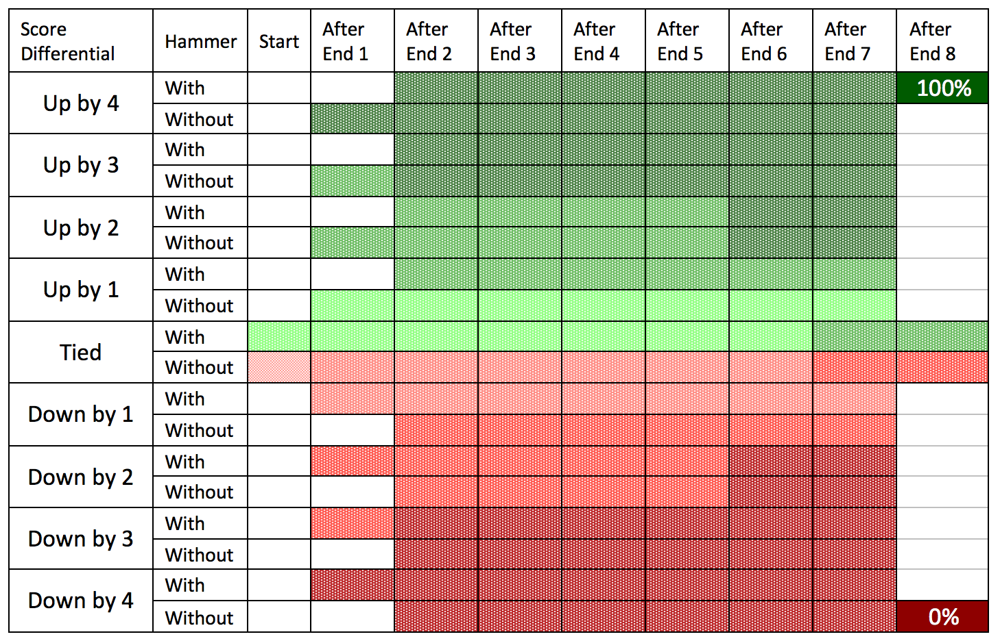 Score Differential Hammer Start After End 1 After End 2 After End 3 After End 4 After End 5 After End 6 After End 7 After End 8
Up by 4 With 100%
Without
Up by 3 With
Without
Up by 2 With
Without
Up by 1 With
Without
Tied With
Without
Down by 1 With
Without
Down by 2 With
Without
Down by 3 With
Without
Down by 4 With
Without 0%